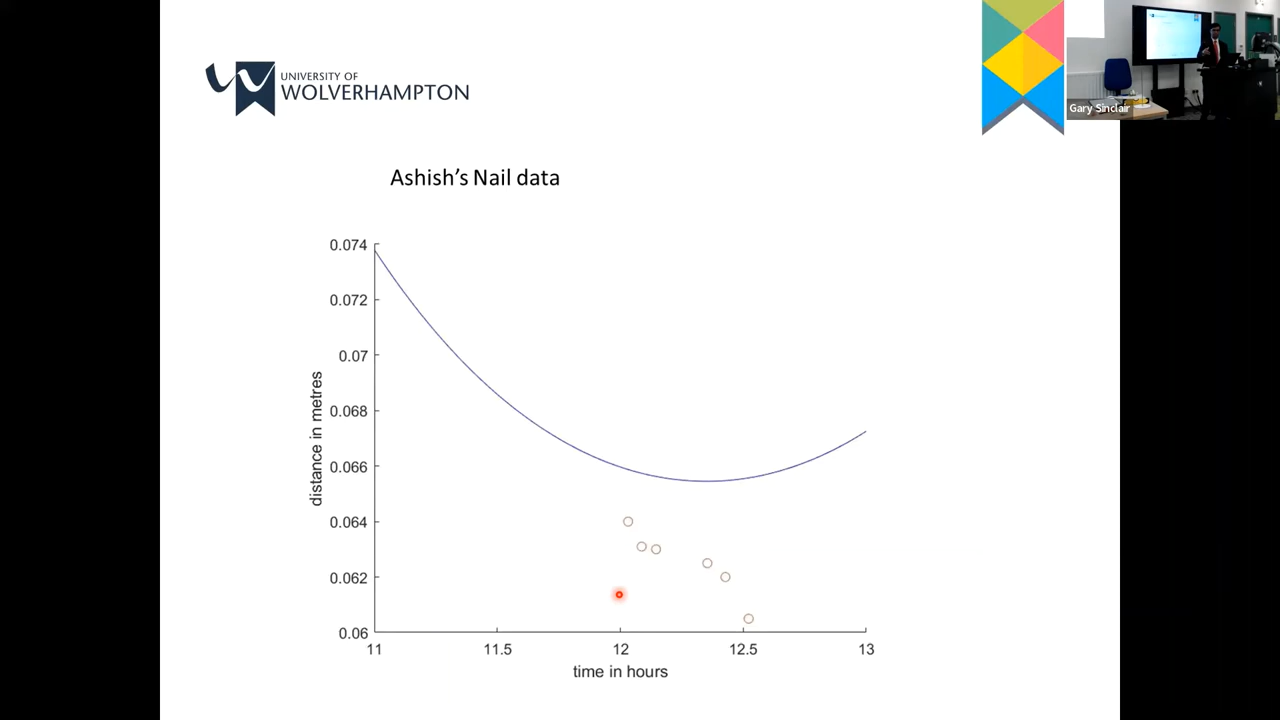 UNIVERSITY OF
WOLVERHAMPTON
Gary Sinclair
Ashish's Nail data
0.074
0.072
0.07
0.068
0.066
0.064
0.062
0.06
distance in metres
11
11.5
12
12.5
13
time in hours